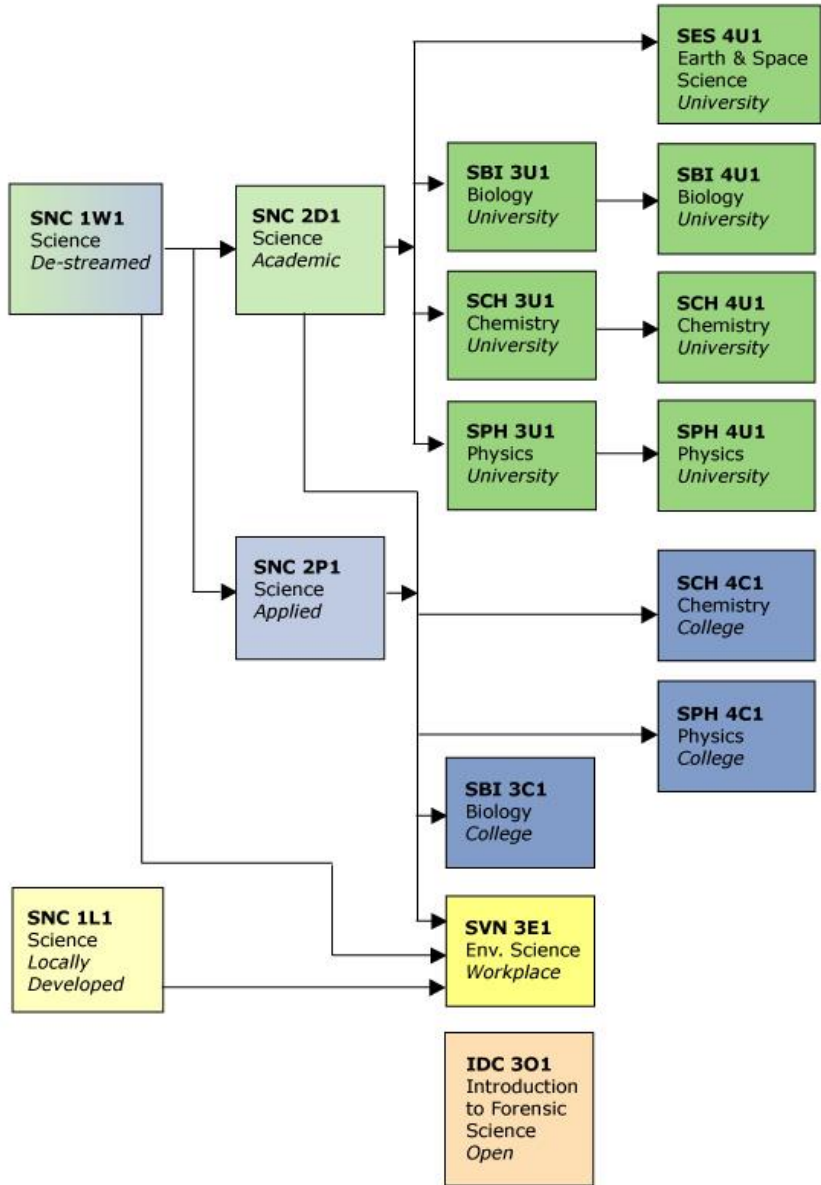 SES 4U1
Earth & Space
Science
University
SNC 1W1
Science
De-streamed
SNC 2D1
Science
Academic
SBI 3U1
Biology
University
SBI 4U1
Biology
University
SCH 3U1
Chemistry
University
SCH 4U1
Chemistry
University
SPH 3U1
Physics
University
SPH 4U1
Physics
University
SNC 2P1
Science
Applied
SCH 4C1
Chemistry
College
SPH 4C1
Physics
College
SBI 3C1
Biology
College
SNC 1L1
Science
Locally
Developed
SVN 3E1
Env. Science
Workplace
IDC 3O1
Introduction
to Forensic
Science
Open